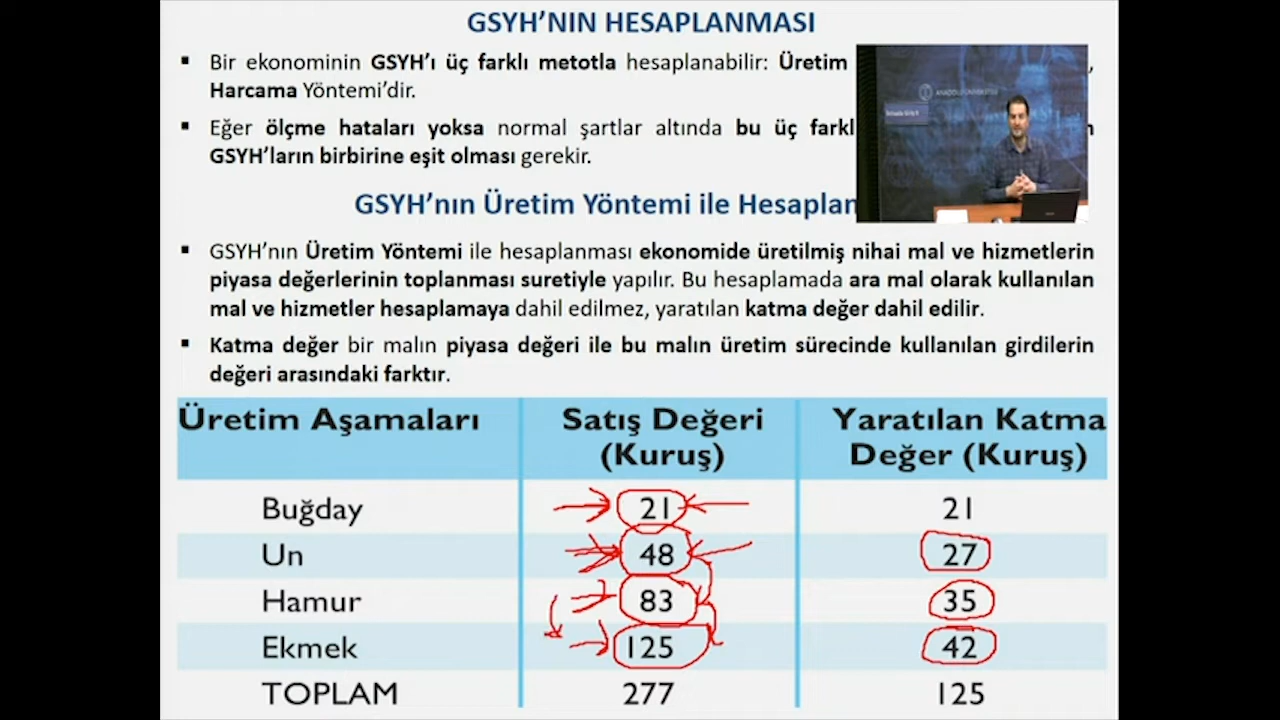 GSYH’NIN HESAPLANMASI
▪ Bir ekonominin GSYH’ı üç farklı metotla hesaplanabilir: Üretim
Harcama Yöntemi’dir.
▪ Eğer ölçme hataları yoksa normal şartlar altında bu üç farkl
GSYH’ların birbirine eşit olması gerekir.
ANADOLU ÜNİVERSİTESİ
GSYH’nın Üretim Yöntemi ile Hesaplan
▪ GSYH’nın Üretim Yöntemi ile hesaplanması ekonomide üretilmiş nihai mal ve hizmetlerin
piyasa değerlerinin toplanması suretiyle yapılır. Bu hesaplamada ara mal olarak kullanılan
mal ve hizmetler hesaplamaya dahil edilmez, yaratılan katma değer dahil edilir.
▪ Katma değer bir malın piyasa değeri ile bu malın üretim sürecinde kullanılan girdilerin
değeri arasındaki farktır.
Üretim Aşamaları Satış Değeri Yaratılan Katma
(Kuruş) Değer (Kuruş)
Buğday 21 21
Un 48 27
Hamur 83 35
Ekmek 125 42
TOPLAM 277 125